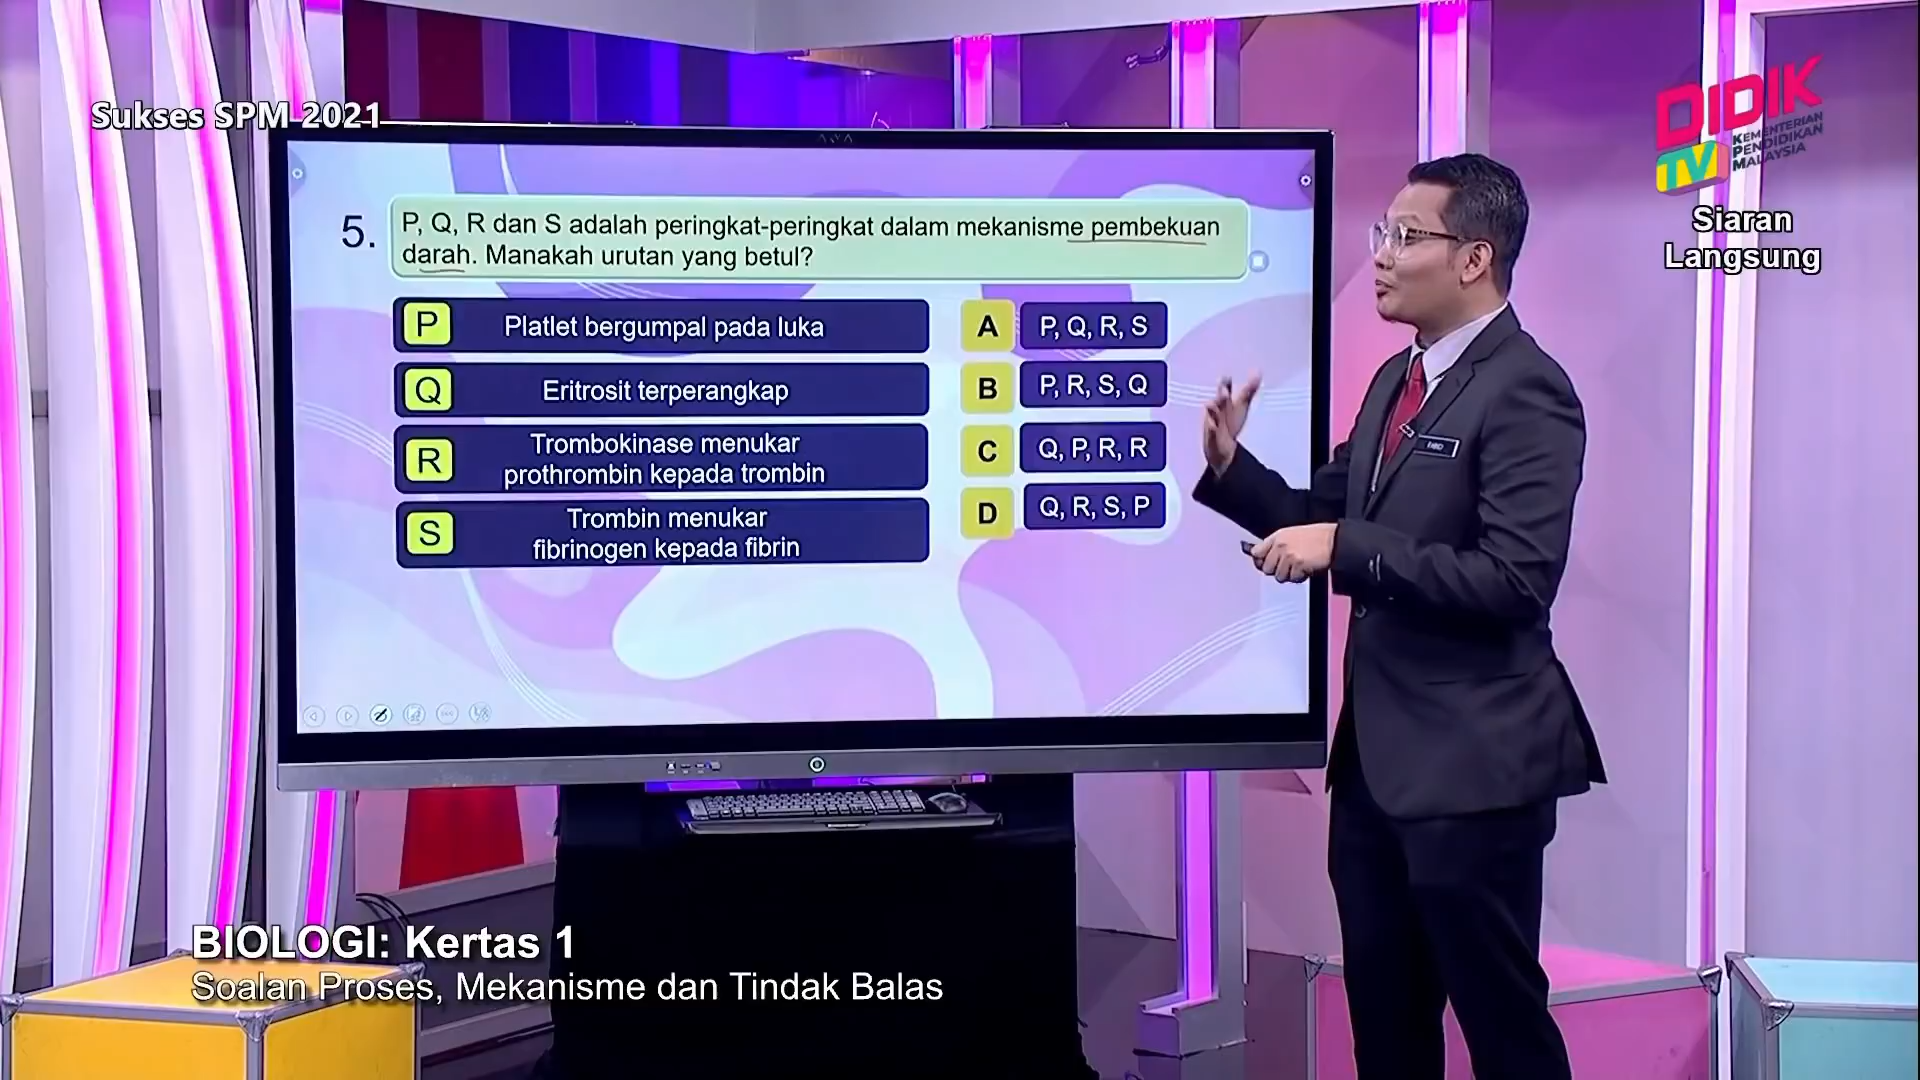 Sukses SPM 2021
DIDIK
TV
KEMENTERIAN
PENDIDIKAN
MALAYSIA
Siaran
Langsung
5.
P, Q, R dan S adalah peringkat-peringkat dalam mekanisme pembekuan
darah. Manakah urutan yang betul?
P
Platlet bergumpal pada luka
Q
Eritrosit terperangkap
R
Trombokinase menukar
prothrombin kepada trombin
S
Trombin menukar
fibrinogen kepada fibrin
A
P, Q, R, S
B
P, R, S, Q
C
Q, P, R, R
D
Q, R, S, P
BIOLOGI: Kertas 1
Soalan Proses, Mekanisme dan Tindak Balas